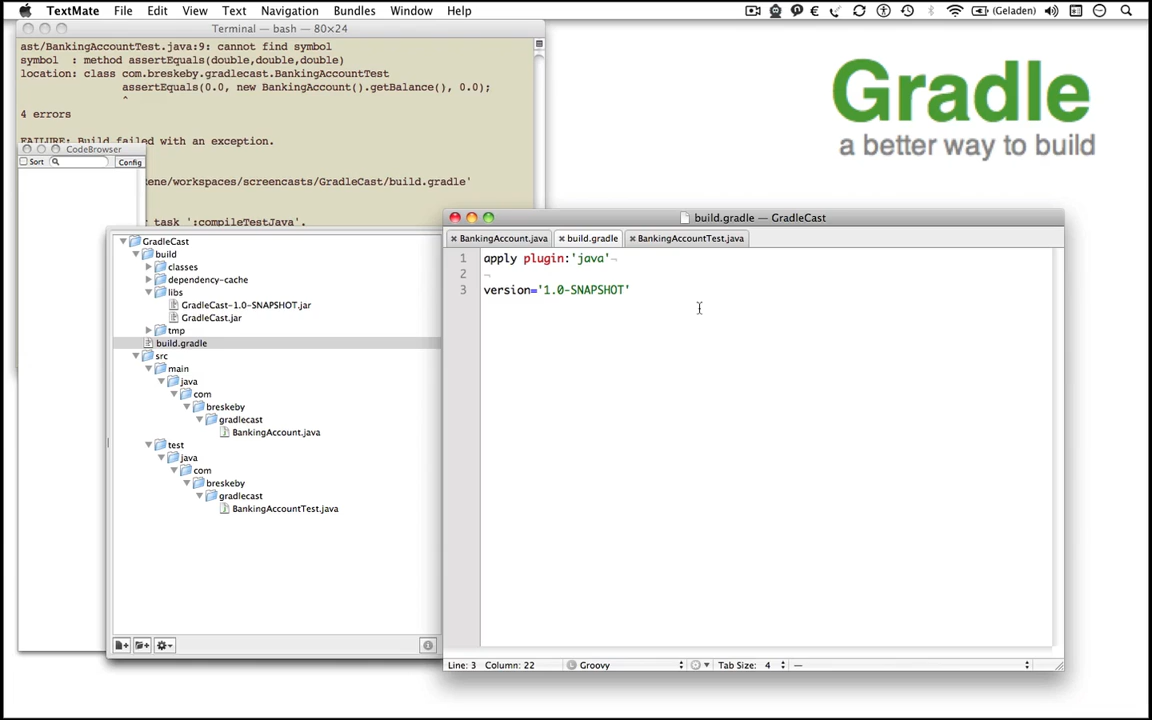 TextMate File Edit View Text Navigation Bundles Window Help (Geladen)
Terminal — bash — 80×24
ast/BankingAccountTest.java:9: cannot find symbol
symbol : method assertEquals(double,double,double)
location: class com.breskeby.gradlecast.BankingAccountTest
assertEquals(0.0, new BankingAccount().getBalance(), 0.0);
^
4 errors
FAILURE: Build failed with an exception.
CodeBrowser
Sort Config
ene/workspaces/screencasts/GradleCast/build.gradle'
task ':compileTestJava'.
Gradle
a better way to build
GradleCast
build
classes
dependency-cache
libs
GradleCast-1.0-SNAPSHOT.jar
GradleCast.jar
tmp
build.gradle
src
main
java
com
breskeby
gradlecast
BankingAccount.java
test
java
com
breskeby
gradlecast
BankingAccountTest.java
build.gradle — GradleCast
BankingAccount.java build.gradle BankingAccountTest.java
1 apply plugin:'java'
2
3 version='1.0-SNAPSHOT'
Line: 3 Column: 22 Groovy Tab Size: 4 —